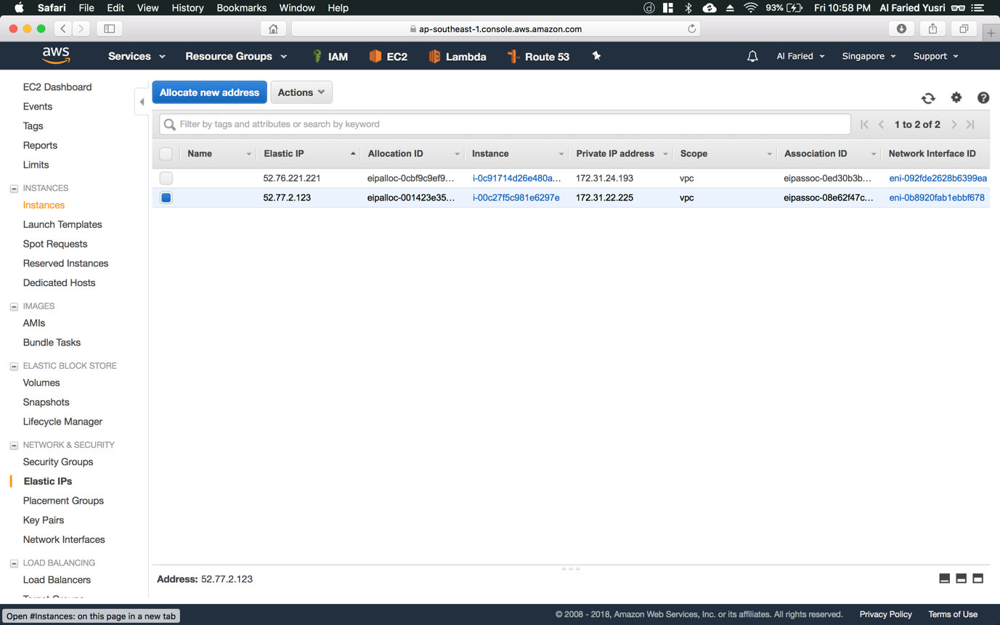 Safari File Edit View History Bookmarks Window Help 93% Fri 10:58 PM Al Faried Yusri
ap-southeast-1.console.aws.amazon.com
aws Services Resource Groups IAM EC2 Lambda Route 53 Al Faried Singapore Support
EC2 Dashboard
Events
Tags
Reports
Limits
INSTANCES
Instances
Launch Templates
Spot Requests
Reserved Instances
Dedicated Hosts
IMAGES
AMIs
Bundle Tasks
ELASTIC BLOCK STORE
Volumes
Snapshots
Lifecycle Manager
NETWORK & SECURITY
Security Groups
Elastic IPs
Placement Groups
Key Pairs
Network Interfaces
LOAD BALANCING
Load Balancers
Allocate new address Actions
Filter by tags and attributes or search by keyword 1 to 2 of 2
Name Elastic IP Allocation ID Instance Private IP address Scope Association ID Network Interface ID
52.76.221.221 eipalloc-0cbf9c9ef9... i-0c91714d26e480a... 172.31.24.193 vpc eipassoc-0ed30b3b... eni-092fde2628b6399ea
52.77.2.123 eipalloc-001423e35... i-00c27f5c981e6297e 172.31.22.225 vpc eipassoc-08e62f47c... eni-0b8920fab1ebbf678
Address: 52.77.2.123
Open #Instances: on this page in a new tab
© 2008 - 2018, Amazon Web Services, Inc. or its affiliates. All rights reserved. Privacy Policy Terms of Use